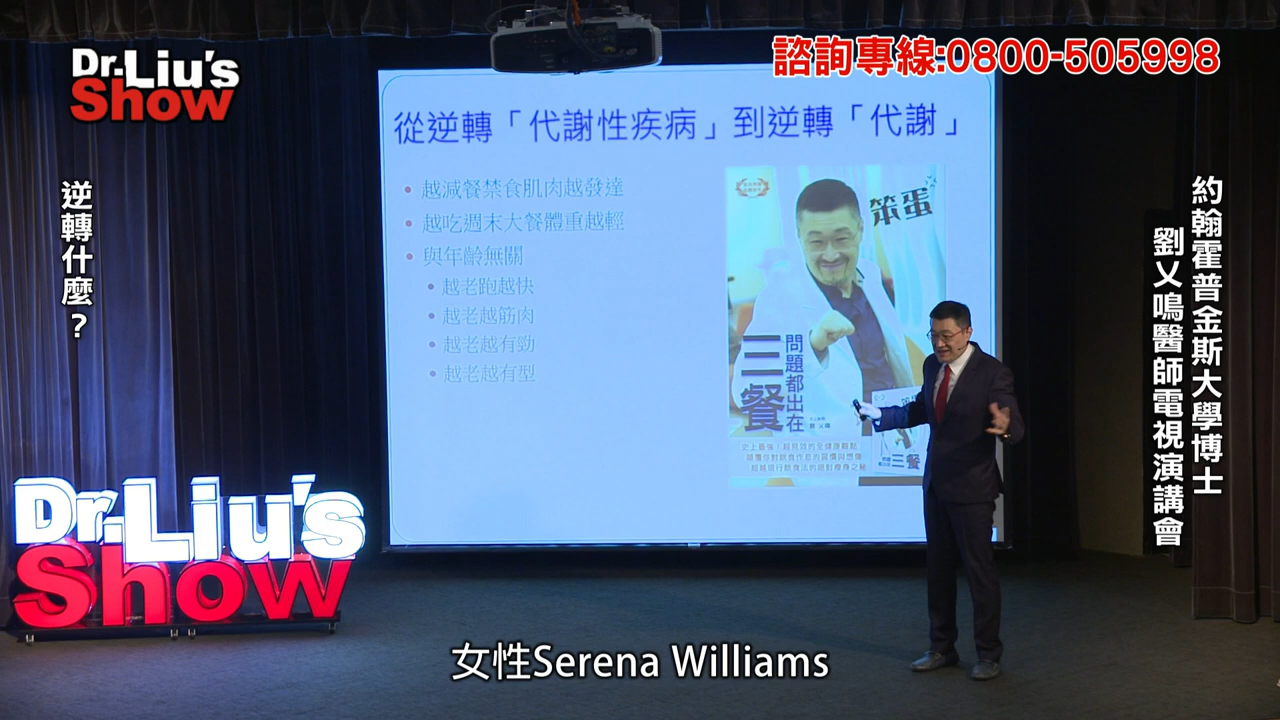 Dr.Liu's
Show
諮詢專線:0800-505998
從逆轉「代謝性疾病」到逆轉「代謝」
越減餐禁食肌肉越發達
越吃週末大餐體重越輕
與年齡無關
越老跑越快
越老越筋肉
越老越有勁
越老越有型
笨蛋
問題都出在
三餐
逆轉什麼？
約翰霍普金斯大學博士
劉乂鳴醫師電視演講會
Dr.Liu's
Show
女性Serena Williams